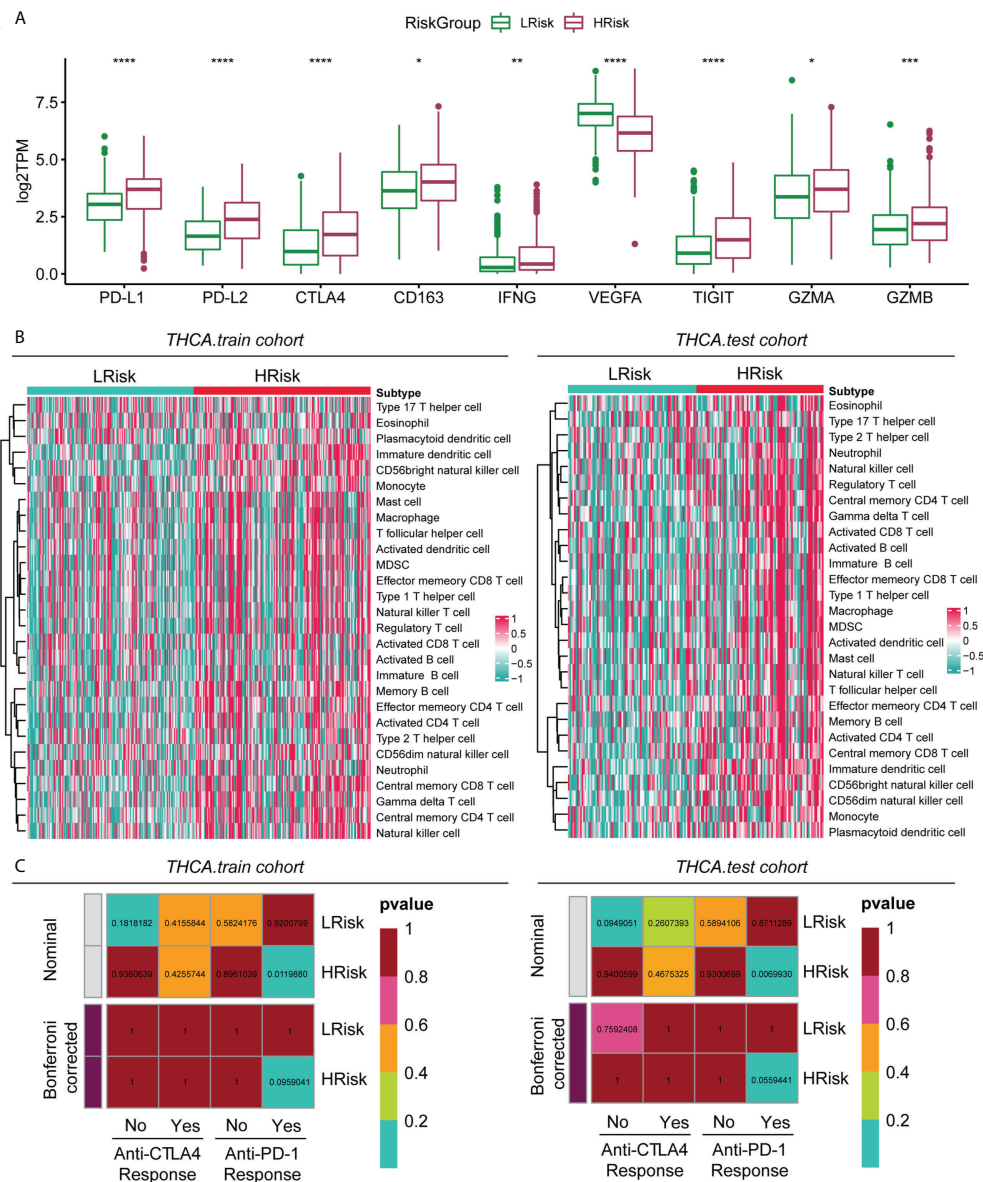 A
RiskGroup LRisk HRisk
**** **** **** * ** **** **** * ***
log2TPM
7.5
5.0
2.5
0.0
PD-L1 PD-L2 CTLA4 CD163 IFNG VEGFA TIGIT GZMA GZMB
B
THCA.train cohort
LRisk HRisk
Subtype
Type 17 T helper cell
Eosinophil
Plasmacytoid dendritic cell
Immature dendritic cell
CD56bright natural killer cell
Monocyte
Mast cell
Macrophage
T follicular helper cell
Activated dendritic cell
MDSC
Effector memeory CD8 T cell
Type 1 T helper cell
Natural killer T cell
Regulatory T cell
Activated CD8 T cell
Activated B cell
Immature B cell
Memory B cell
Effector memeory CD4 T cell
Activated CD4 T cell
Type 2 T helper cell
CD56dim natural killer cell
Neutrophil
Central memory CD8 T cell
Gamma delta T cell
Central memory CD4 T cell
Natural killer cell
1
0.5
0
−0.5
−1
THCA.test cohort
LRisk HRisk
Subtype
Eosinophil
Type 17 T helper cell
Type 2 T helper cell
Neutrophil
Natural killer cell
Regulatory T cell
Central memory CD4 T cell
Gamma delta T cell
Activated CD8 T cell
Activated B cell
Immature B cell
Effector memeory CD8 T cell
Type 1 T helper cell
Macrophage
MDSC
Activated dendritic cell
Mast cell
Natural killer T cell
T follicular helper cell
Effector memeory CD4 T cell
Memory B cell
Activated CD4 T cell
Central memory CD8 T cell
Immature dendritic cell
CD56bright natural killer cell
CD56dim natural killer cell
Monocyte
Plasmacytoid dendritic cell
1
0.5
0
−0.5
−1
C
THCA.train cohort
Nominal
0.1818182 0.4155844 0.5824176 0.9200799 LRisk
0.9360639 0.4255744 0.8961039 0.0119880 HRisk
Bonferroni
corrected
1 1 1 1 LRisk
1 1 1 0.0959041 HRisk
No Yes No Yes
Anti-CTLA4 Anti-PD-1
Response Response
pvalue
1
0.8
0.6
0.4
0.2
THCA.test cohort
Nominal
0.0949051 0.2607393 0.5894106 0.8711289 LRisk
0.9400599 0.4675325 0.9300699 0.0069930 HRisk
Bonferroni
corrected
0.7592408 1 1 1 LRisk
1 1 1 0.0559441 HRisk
No Yes No Yes
Anti-CTLA4 Anti-PD-1
Response Response
pvalue
1
0.8
0.6
0.4
0.2